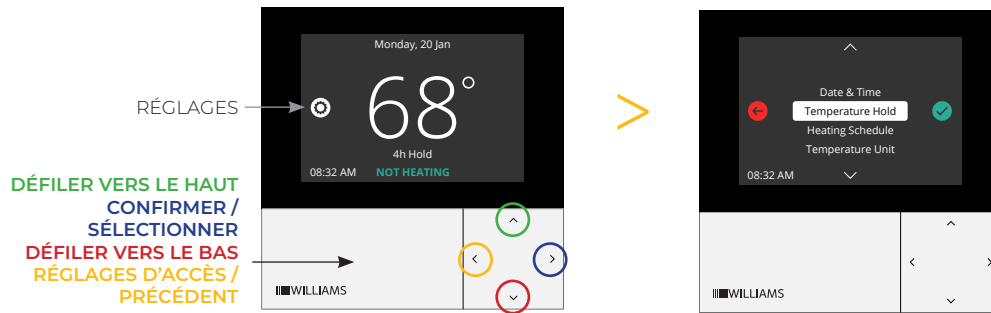 RÉGLAGES
DÉFILER VERS LE HAUT
CONFIRMER /
SÉLECTIONNER
DÉFILER VERS LE BAS
RÉGLAGES D'ACCÈS /
PRÉCÉDENT
Monday, 20 Jan
68°
4h Hold
08:32 AM NOT HEATING
WILLIAMS
>
Date & Time
Temperature Hold
Heating Schedule
Temperature Unit
08:32 AM
WILLIAMS